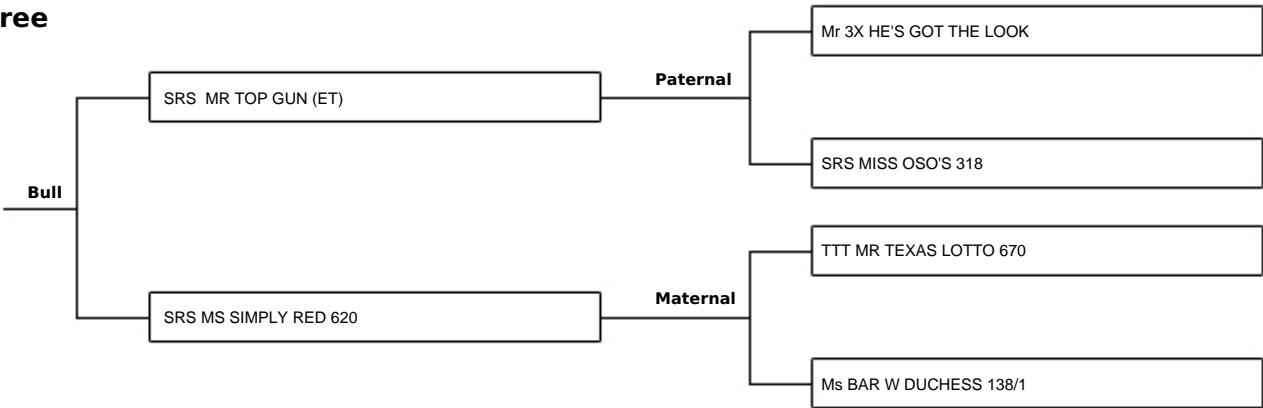 ree
Mr 3X HE'S GOT THE LOOK
Paternal
SRS MR TOP GUN (ET)
SRS MISS OSO'S 318
Bull
TTT MR TEXAS LOTTO 670
Maternal
SRS MS SIMPLY RED 620
Ms BAR W DUCHESS 138/1